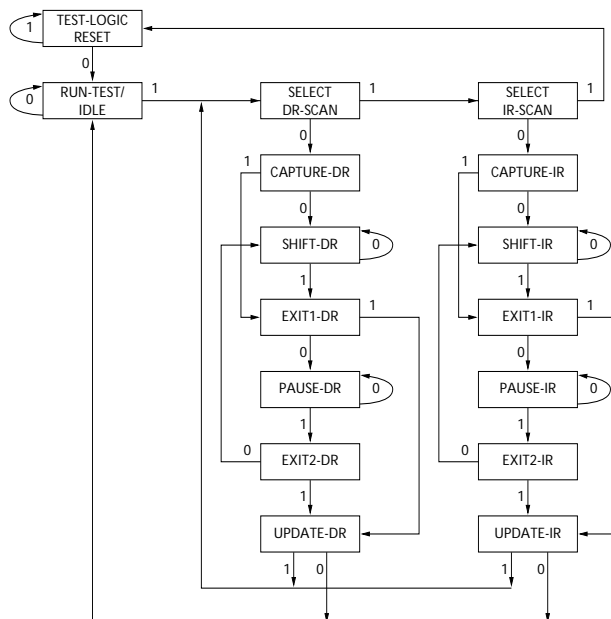 TEST-LOGIC
RESET
1
0
RUN-TEST/
IDLE
0
1
SELECT
DR-SCAN
1
SELECT
IR-SCAN
1
0
0
1
CAPTURE-DR
1
CAPTURE-IR
0
0
SHIFT-DR
0
SHIFT-IR
0
1
1
EXIT1-DR
1
EXIT1-IR
1
0
0
PAUSE-DR
0
PAUSE-IR
0
1
1
0
EXIT2-DR
0
EXIT2-IR
1
1
UPDATE-DR
UPDATE-IR
1
0
1
0